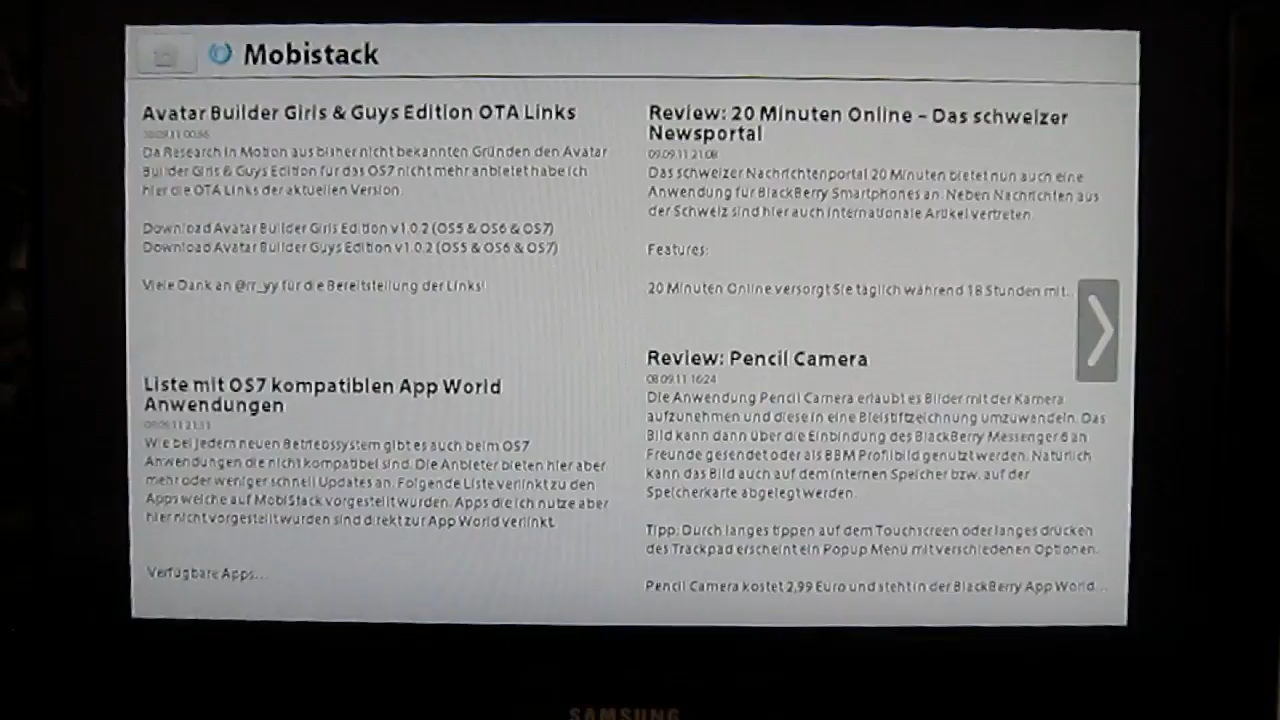 Mobistack
Avatar Builder Girls & Guys Edition OTA Links
10.09.11 00:56
Da Research In Motion aus bisher nicht bekannten Gründen den Avatar
Builder Girls & Guys Edition für das OS7 nicht mehr anbietet habe ich
hier die OTA Links der aktuellen Version.
Download Avatar Builder Girls Edition v1.0.2 (OS5 & OS6 & OS7)
Download Avatar Builder Guys Edition v1.0.2 (OS5 & OS6 & OS7)
Viele Dank an @rr_yy für die Bereitstellung der Links!
Liste mit OS7 kompatiblen App World
Anwendungen
09.09.11 21:31
Wie bei jedem neuen Betriebssystem gibt es auch beim OS7
Anwendungen die nicht kompatibel sind. Die Anbieter bieten hier aber
mehr oder weniger schnell Updates an. Folgende Liste verlinkt zu den
Apps welche auf MobiStack vorgestellt wurden. Apps die ich nutze aber
hier nicht vorgestellt wurden sind direkt zur App World verlinkt.
Verfügbare Apps...
Review: 20 Minuten Online – Das schweizer
Newsportal
09.09.11 21:08
Das schweizer Nachrichtenportal 20 Minuten bietet nun auch eine
Anwendung für BlackBerry Smartphones an. Neben Nachrichten aus
der Schweiz sind hier auch internationale Artikel vertreten.
Features:
20 Minuten Online versorgt Sie täglich während 18 Stunden mit...
Review: Pencil Camera
08.09.11 16:24
Die Anwendung Pencil Camera erlaubt es Bilder mit der Kamera
aufzunehmen und diese in eine Bleistiftzeichnung umzuwandeln. Das
Bild kann dann über die Einbindung des BlackBerry Messenger 6 an
Freunde gesendet oder als BBM Profilbild genutzt werden. Natürlich
kann das Bild auch auf dem internen Speicher bzw. auf der
Speicherkarte abgelegt werden.
Tipp: Durch langes tippen auf dem Touchscreen oder langes drücken
des Trackpad erscheint ein Popup Menü mit verschiedenen Optionen.
Pencil Camera kostet 2,99 Euro und steht in der BlackBerry App World...
SAMSUNG